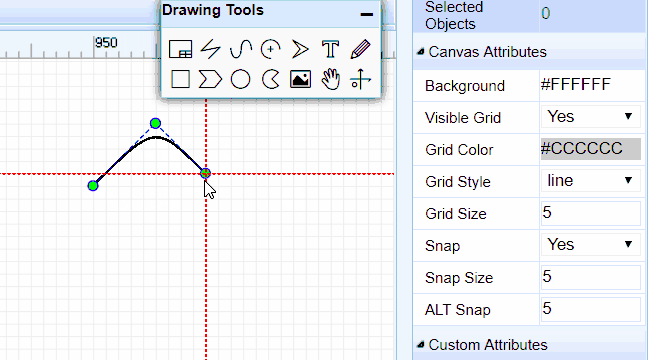 Drawing Tools
950
Selected
Objects
0
Canvas Attributes
Background #FFFFFF
Visible Grid Yes
Grid Color #CCCCCC
Grid Style line
Grid Size 5
Snap Yes
Snap Size 5
ALT Snap 5
Custom Attributes